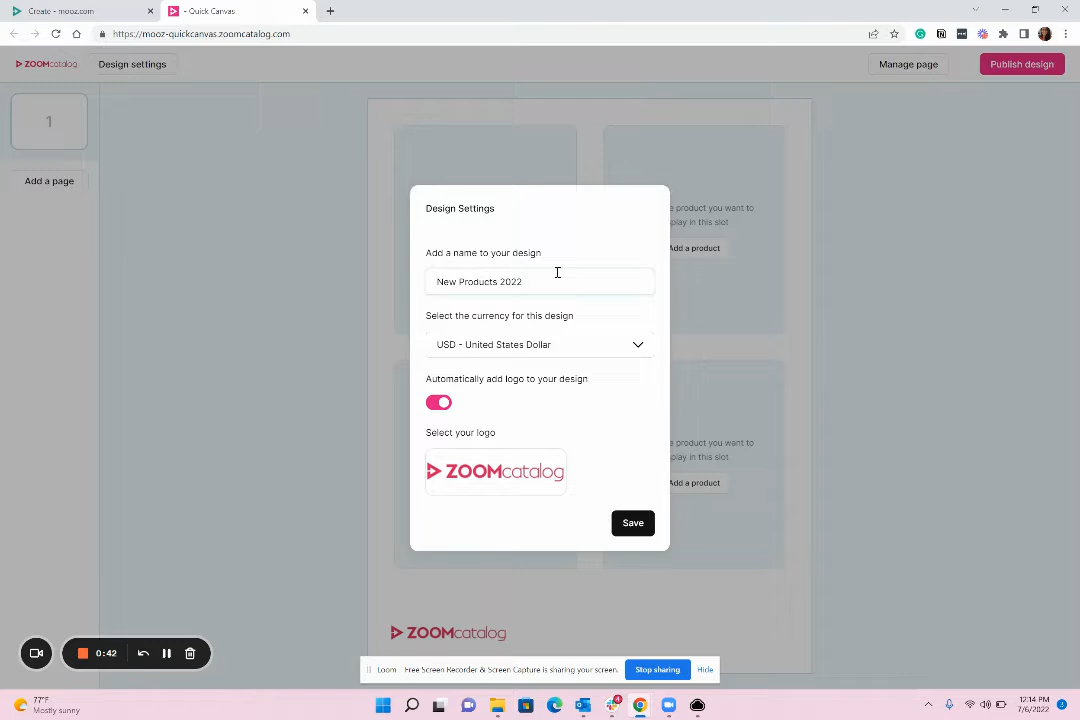 Create - mooz.com
- Quick Canvas
https://mooz-quickcanvas.zoomcatalog.com
ZOOMcatalog
Design settings
Manage page
Publish design
1
Add a page
e product you want to
splay in this slot
Add a product
Design Settings
Add a name to your design
New Products 2022
Select the currency for this design
USD - United States Dollar
Automatically add logo to your design
Select your logo
ZOOMcatalog
Save
e product you want to
splay in this slot
Add a product
ZOOMcatalog
0:42
Loom - Free Screen Recorder & Screen Capture is sharing your screen.
Stop sharing
Hide
77°F
Mostly sunny
4
12:14 PM
7/6/2022
3